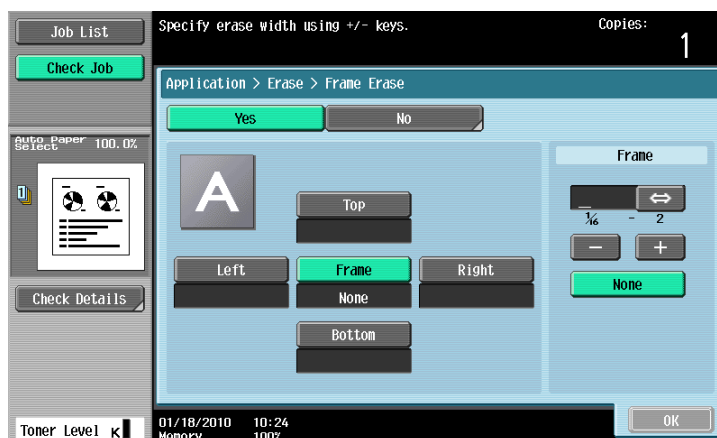 Job List
Check Job
Specify erase width using +/- keys.
Copies:
1
Application > Erase > Frame Erase
Yes
No
Auto Paper
Select
100.0%
1
A
Top
Left
Frame
Right
None
Bottom
Frame
_
1/16 - 2
−
+
None
Check Details
Toner Level K
01/18/2010 10:24
Memory 100%
OK